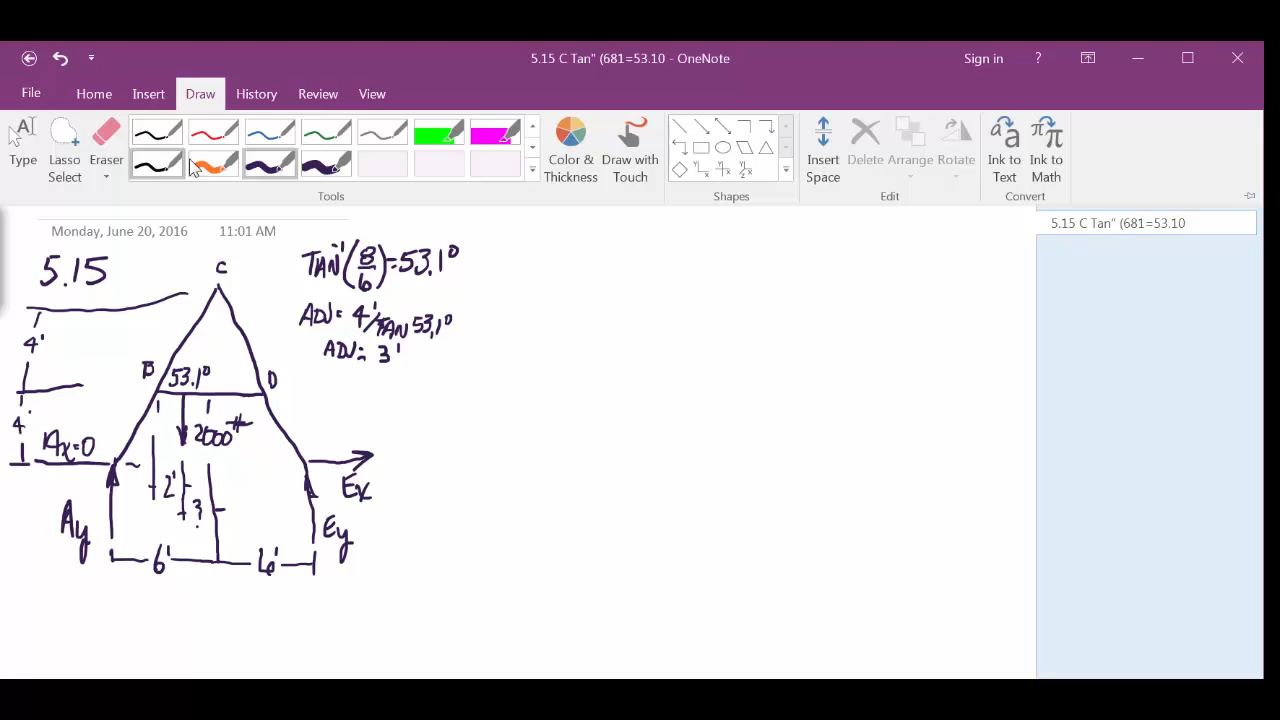 5.15 C Tan" (681=53.10 - OneNote
Sign in
?
File
Home
Insert
Draw
History
Review
View
Type
Lasso
Select
Eraser
Color &
Thickness
Draw with
Touch
Insert
Space
Delete
Arrange
Rotate
Ink to
Text
Ink to
Math
Tools
Shapes
Edit
Convert
5.15 C Tan" (681=53.10
Monday, June 20, 2016
11:01 AM
5.15
C
TAN⁻¹(8/6)=53.1°
ADJ= 4'/TAN 53.1°
ADJ= 3'
4'
B
53.1°
D
4'
Ax=0
2000#
2'
?
Ex
Ay
Ey
6'
6'